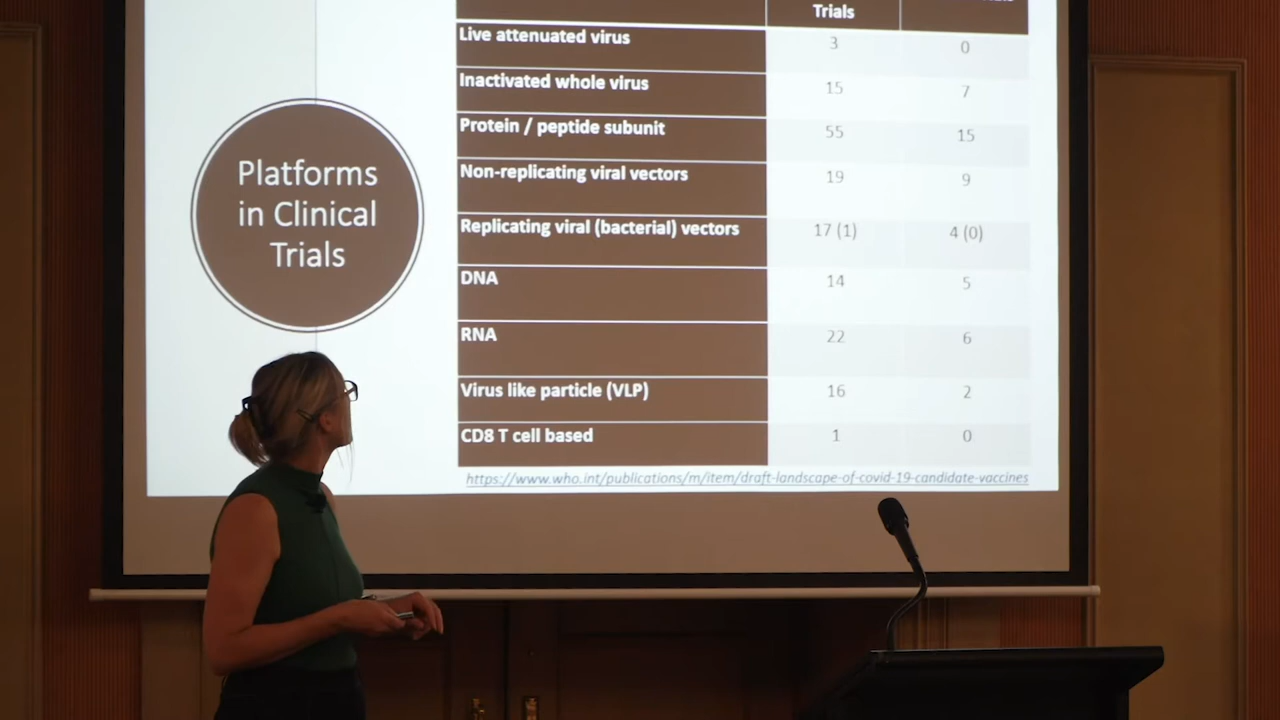 Trials
Live attenuated virus 3 0
Inactivated whole virus 15 7
Protein / peptide subunit 55 15
Non-replicating viral vectors 19 9
Replicating viral (bacterial) vectors 17 (1) 4 (0)
DNA 14 5
RNA 22 6
Virus like particle (VLP) 16 2
CD8 T cell based 1 0
https://www.who.int/publications/m/item/draft-landscape-of-covid-19-candidate-vaccines
Platforms
in Clinical
Trials